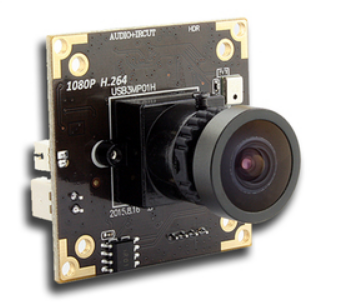 AUDIO+IRCUT
HDR
1080P H.264
USB3MP01H
2015.8.16